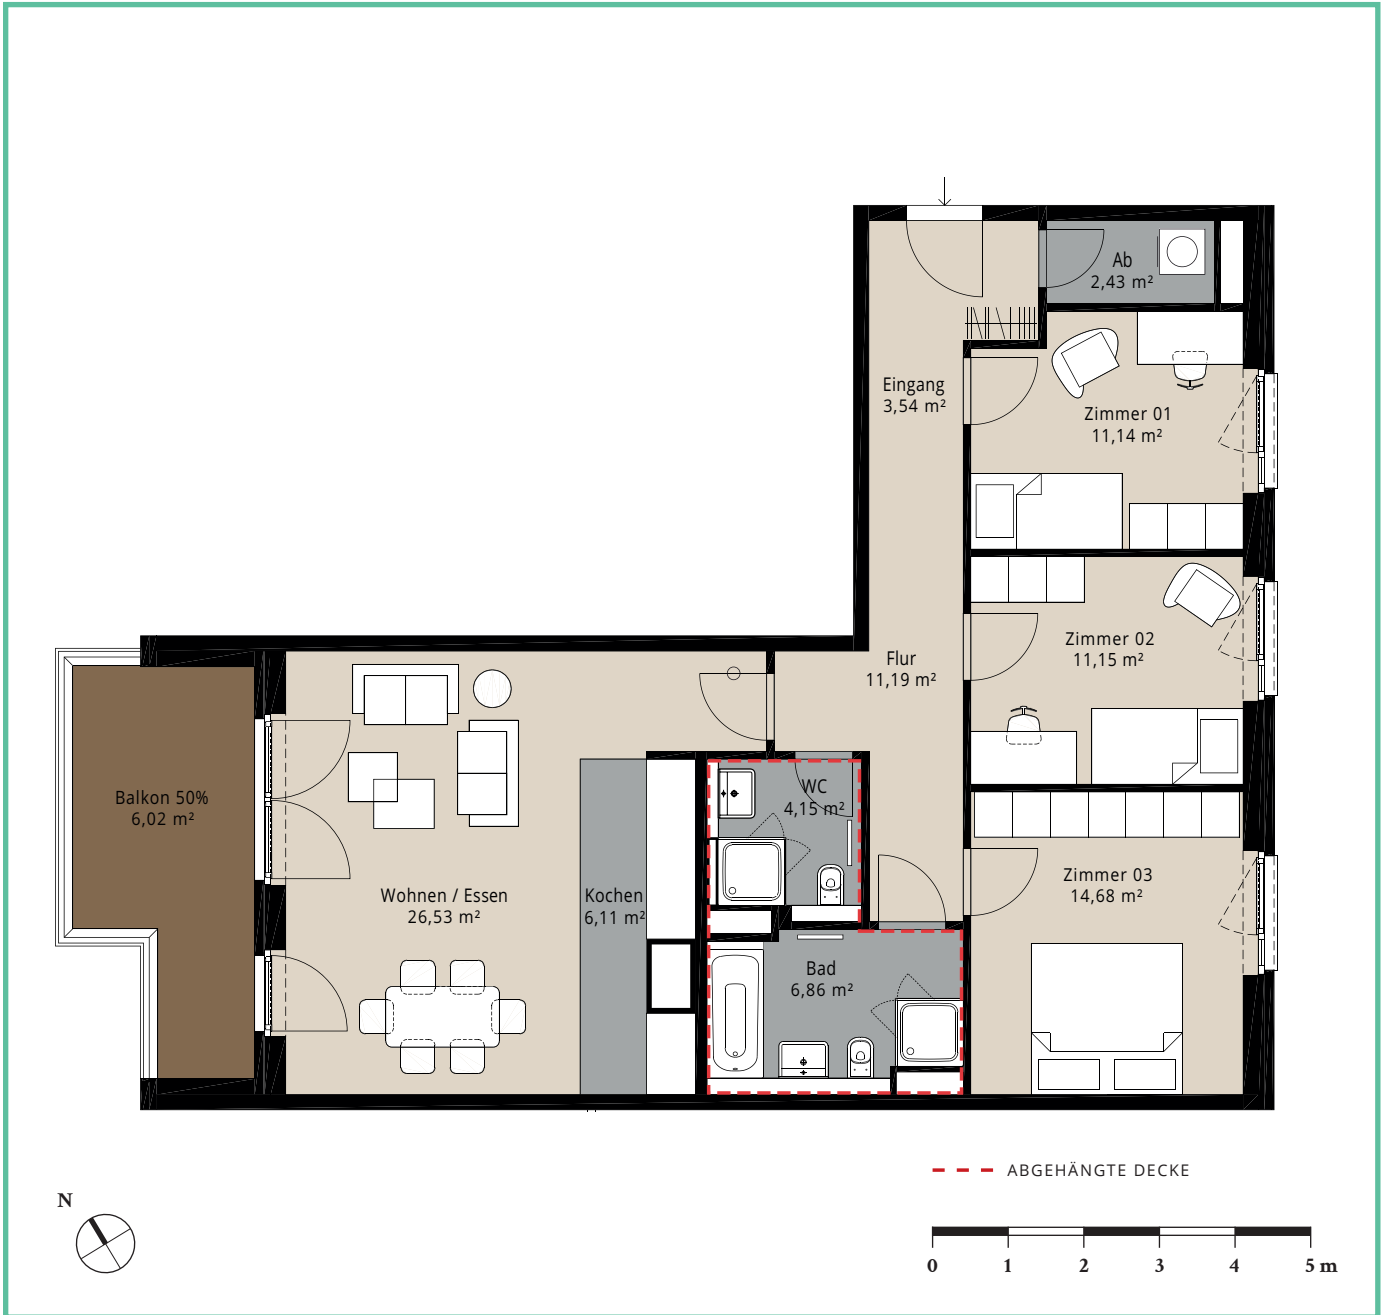 Ab
2,43 m²
Eingang
3,54 m²
Zimmer 01
11,14 m²
Zimmer 02
11,15 m²
Flur
11,19 m²
WC
4,15 m²
Balkon 50%
6,02 m²
Wohnen / Essen
26,53 m²
Kochen
6,11 m²
Zimmer 03
14,68 m²
Bad
6,86 m²
ABGEHÄNGTE DECKE
N
0 1 2 3 4 5 m